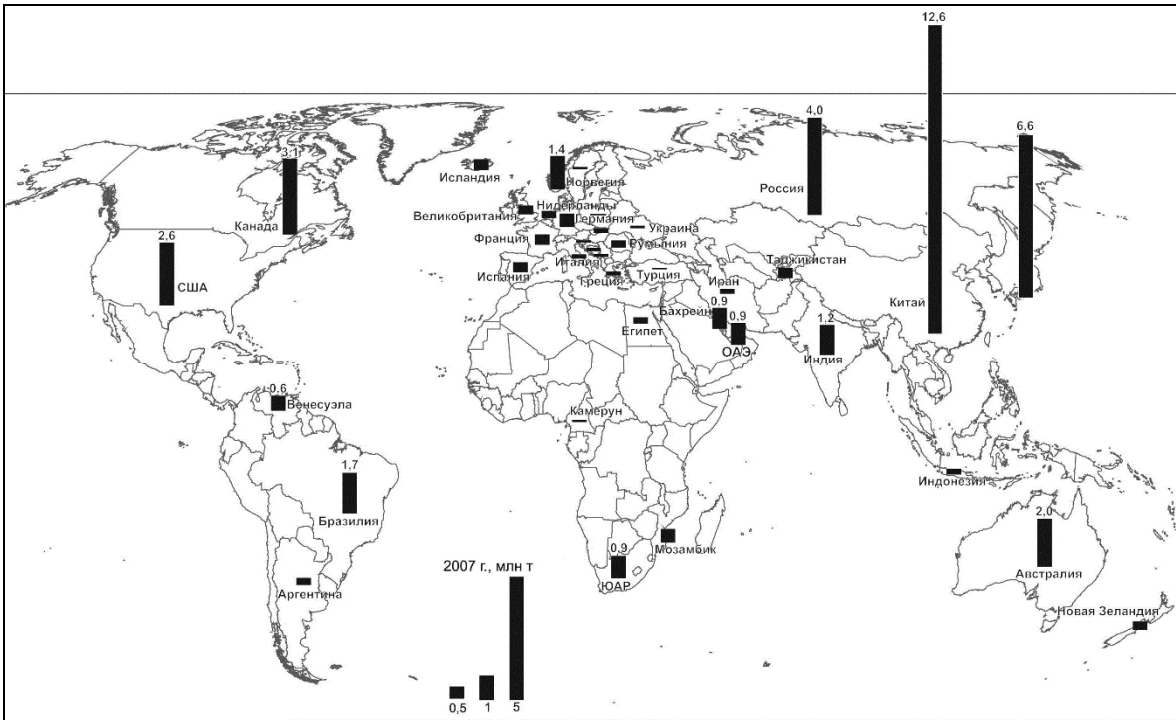 12,6
4,0
6,6
3,1
1,4
Исландия
Норвегия
Россия
Нидерланды
Великобритания
Германия
Канада
Украина
Франция
Румыния
2,6
Италия
Таджикистан
США
Испания
Греция
Турция
Иран
Китай
0,9
Бахрейн
0,9
1,2
Египет
ОАЭ
Индия
0,6
Венесуэла
Камерун
1,7
Индонезия
Бразилия
2,0
0,9
Мозамбик
2007 г., млн т
Австралия
ЮАР
Аргентина
Новая Зеландия
0,5
1
5